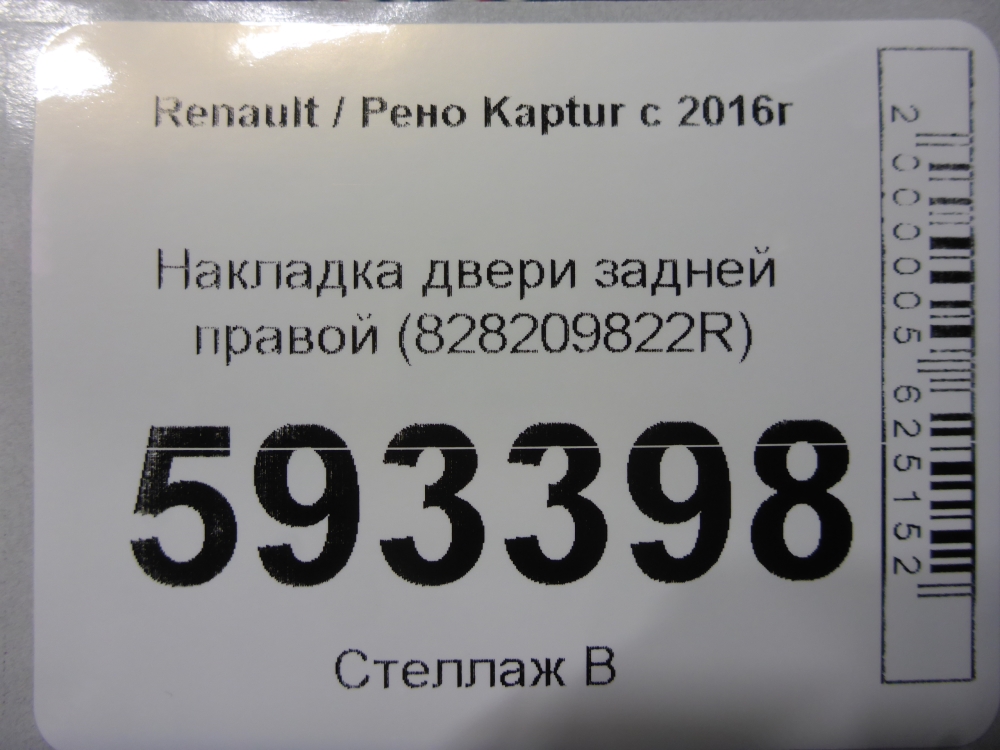 Renault / Рено Kaptur с 2016г
Накладка двери задней
правой (828209822R)
593398
Стеллаж В
2000005625152